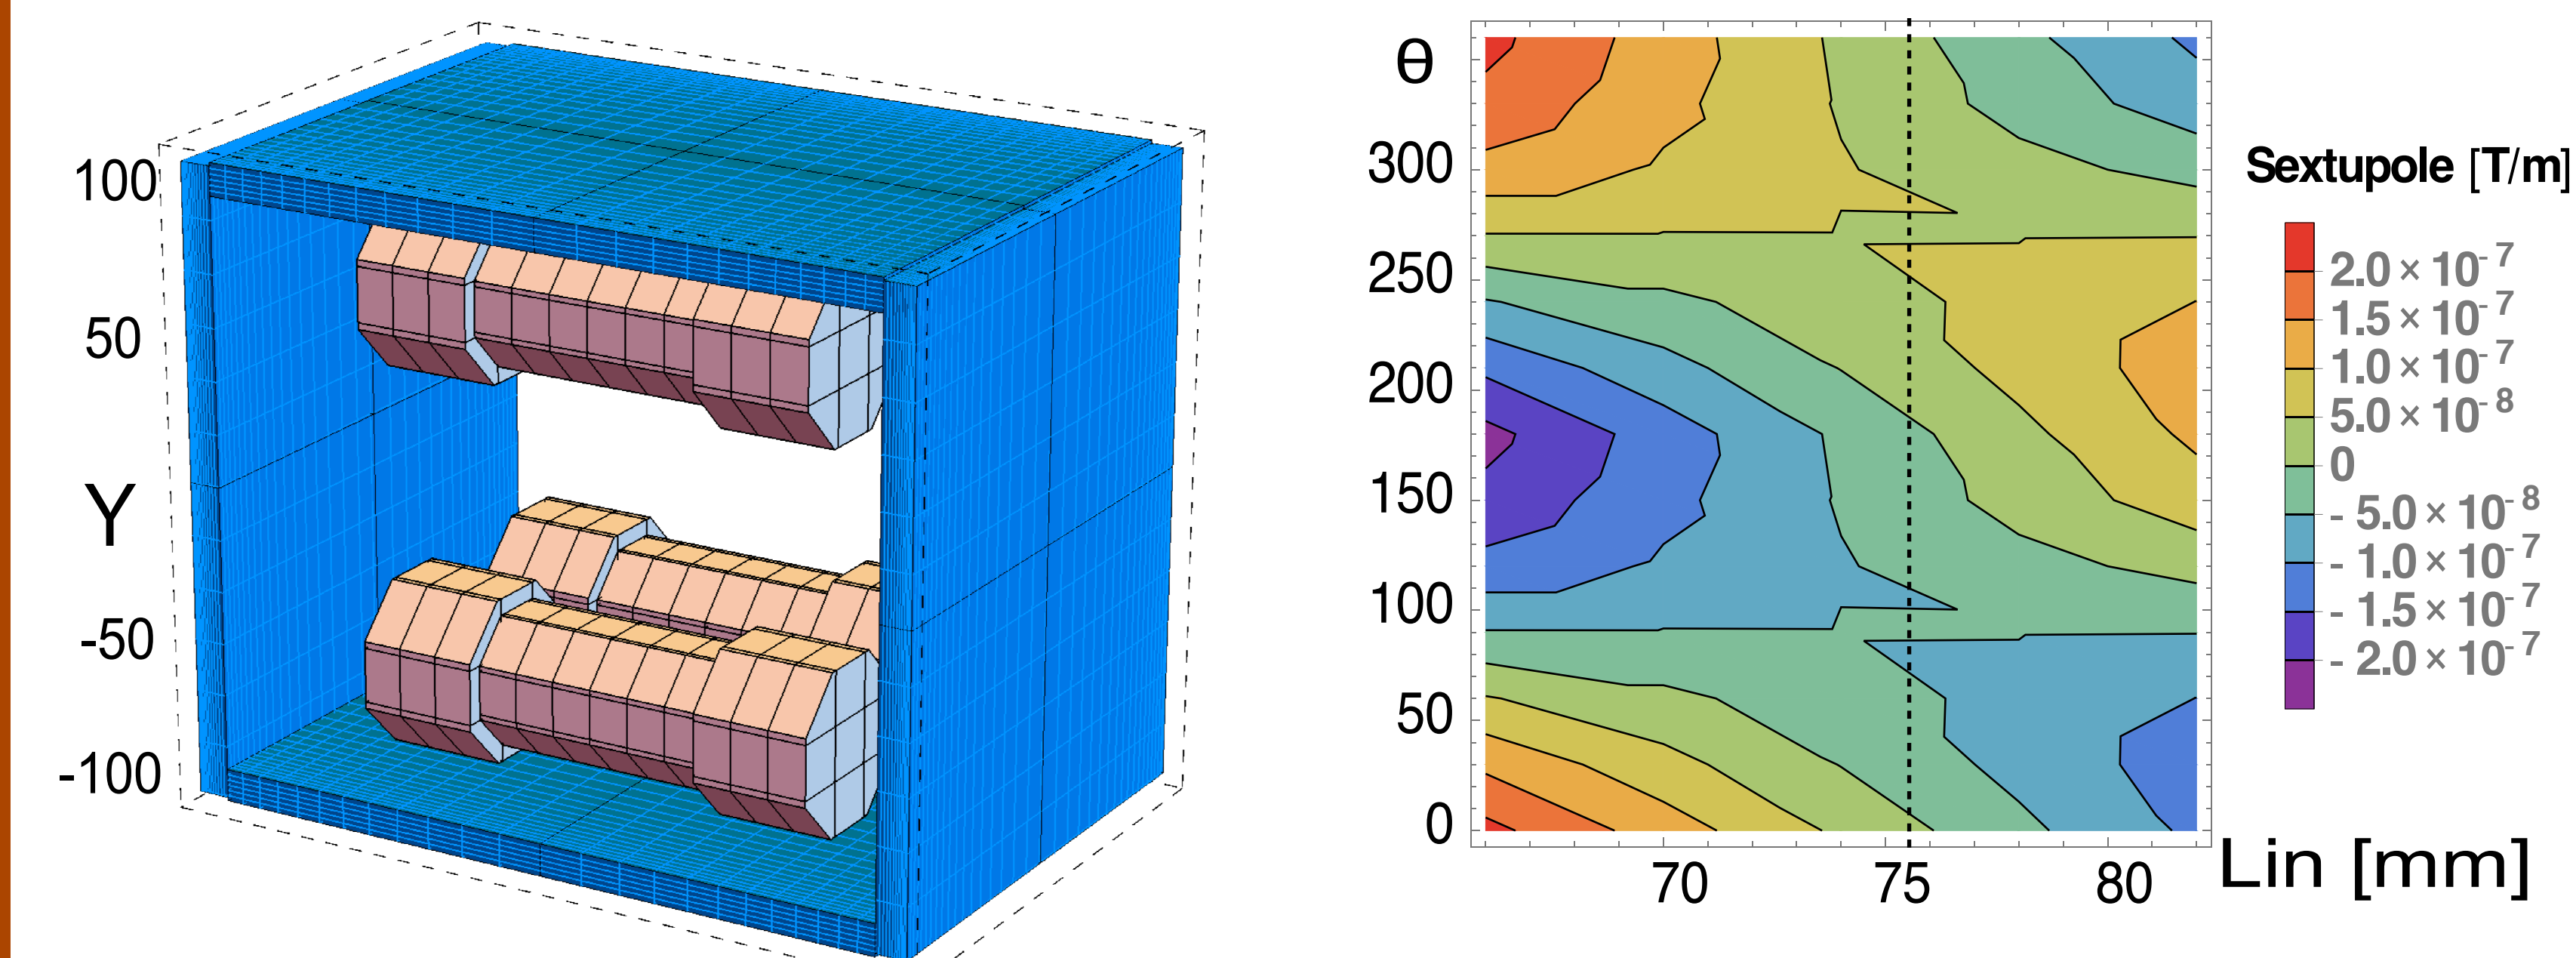 100
50
Y
-50
-100
θ
300
250
200
150
100
50
0
70 75 80
Lin [mm]
Sextupole [T/m]
2.0 × 10⁻⁷
1.5 × 10⁻⁷
1.0 × 10⁻⁷
5.0 × 10⁻⁸
0
- 5.0 × 10⁻⁸
- 1.0 × 10⁻⁷
- 1.5 × 10⁻⁷
- 2.0 × 10⁻⁷